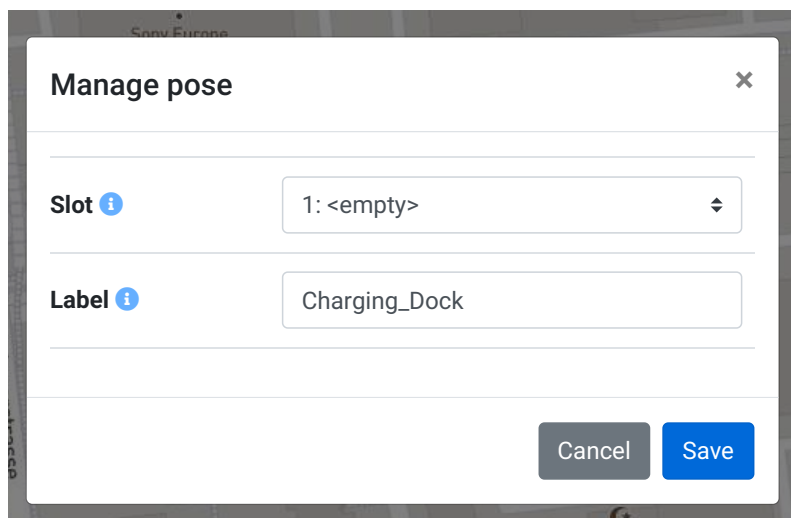 Sony Europe
Manage pose
×
Slot
1: <empty>
Label
Charging_Dock
Cancel Save